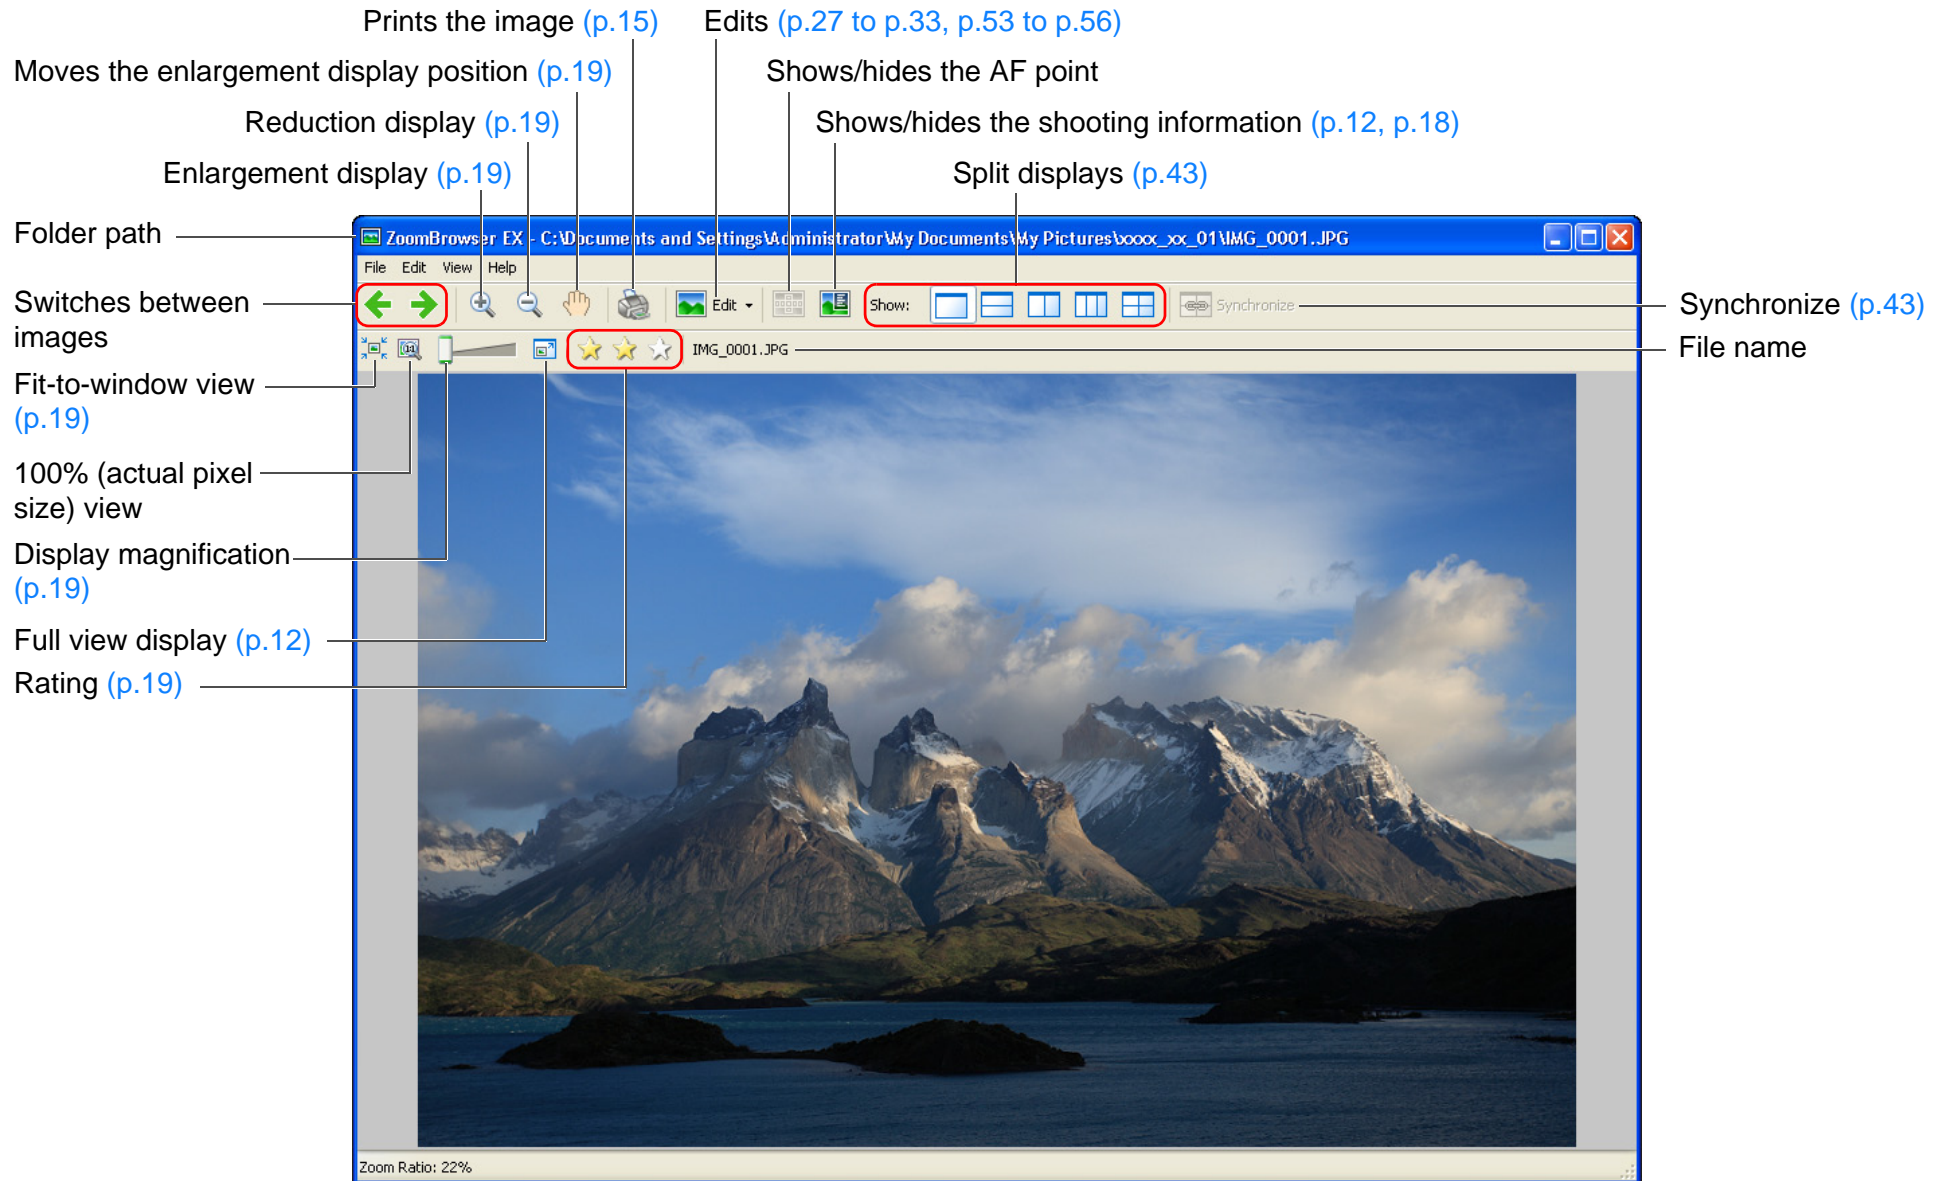 Prints the image (p.15)
Edits (p.27 to p.33, p.53 to p.56)
Moves the enlargement display position (p.19)
Shows/hides the AF point
Reduction display (p.19)
Shows/hides the shooting information (p.12, p.18)
Enlargement display (p.19)
Split displays (p.43)
Folder path
ZoomBrowser EX - C:\Documents and Settings\Administrator\My Documents\My Pictures\xxxx_xx_01\IMG_0001.JPG
File Edit View Help
Switches between
images
Edit
Show:
Synchronize
Synchronize (p.43)
1:1
IMG_0001.JPG
File name
Fit-to-window view
(p.19)
100% (actual pixel
size) view
Display magnification
(p.19)
Full view display (p.12)
Rating (p.19)
Zoom Ratio: 22%